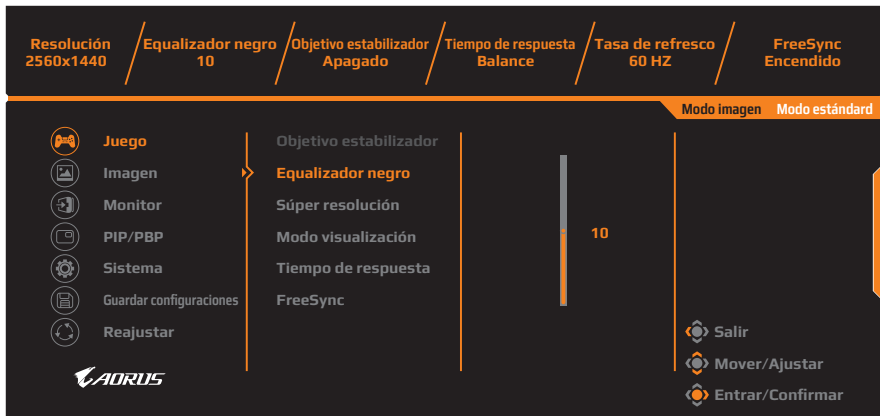 Resolución
2560x1440
Equalizador negro
10
Objetivo estabilizador
Apagado
Tiempo de respuesta
Balance
Tasa de refresco
60 HZ
FreeSync
Encendido
Modo imagen Modo estándard
Juego
Imagen
Monitor
PIP/PBP
Sistema
Guardar configuraciones
Reajustar
Objetivo estabilizador
Equalizador negro
Súper resolución
Modo visualización
Tiempo de respuesta
FreeSync
10
Salir
Mover/Ajustar
Entrar/Confirmar
AORUS